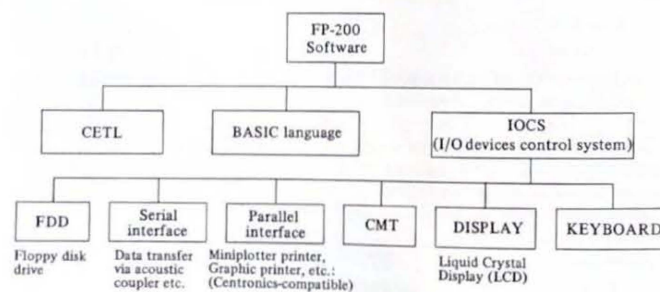 FP-200
Software
CETL
BASIC language
IOCS
(I/O devices control system)
FDD
Serial
interface
Parallel
interface
CMT
DISPLAY
KEYBOARD
Floppy disk
drive
Data transfer
via acoustic
coupler etc.
Miniplotter printer,
Graphic printer, etc.:
(Centronics-compatible)
Liquid Crystal
Display (LCD)